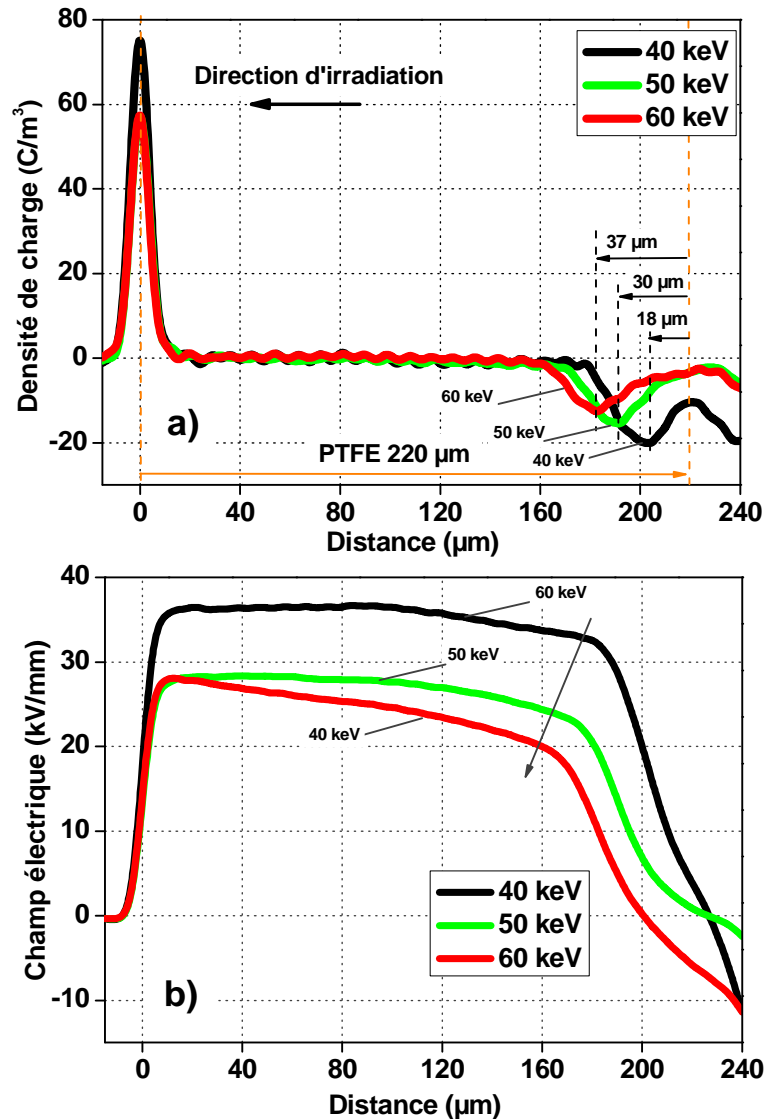 80
60
40
20
0
-20
Densité de charge (C/m³)
Direction d'irradiation
40 keV
50 keV
60 keV
37 µm
30 µm
18 µm
60 keV
50 keV
40 keV
a)
PTFE 220 µm
0 40 80 120 160 200 240
Distance (µm)
40
30
20
10
0
-10
Champ électrique (kV/mm)
60 keV
50 keV
40 keV
40 keV
50 keV
60 keV
b)
0 40 80 120 160 200 240
Distance (µm)